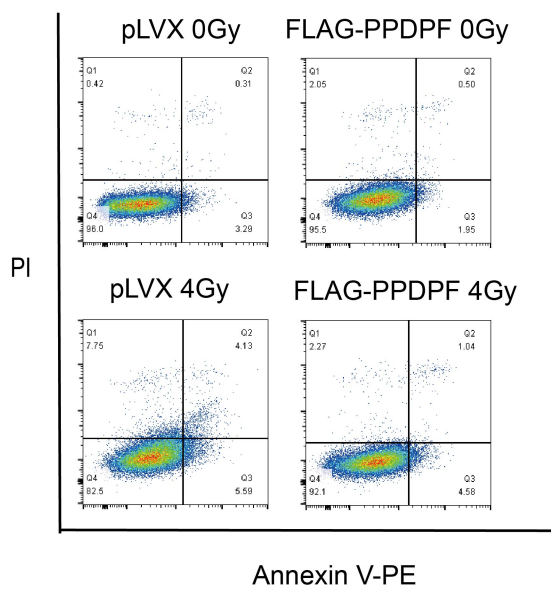 pLVX 0Gy
FLAG-PPDPF 0Gy
Q1
0.42
Q2
0.31
Q4
96.0
Q3
3.29
Q1
2.05
Q2
0.50
Q4
95.5
Q3
1.95
PI
pLVX 4Gy
FLAG-PPDPF 4Gy
Q1
7.75
Q2
4.13
Q4
82.5
Q3
5.59
Q1
2.27
Q2
1.04
Q4
92.1
Q3
4.58
Annexin V-PE